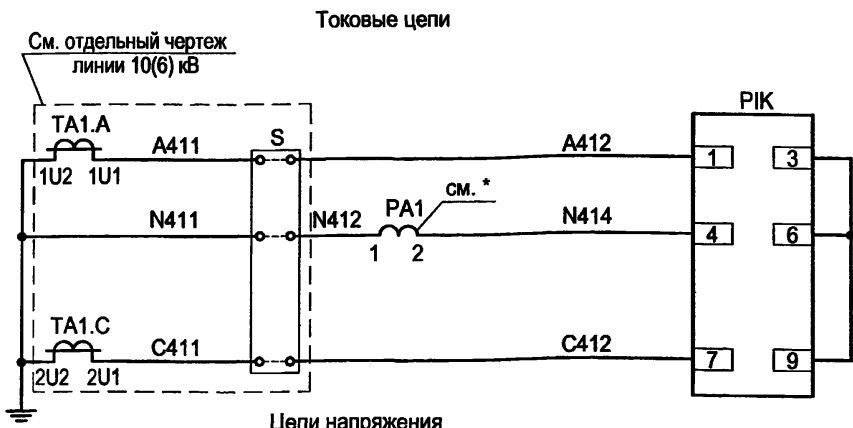 Токовые цепи
См. отдельный чертеж
линии 10(6) кВ
PIK
TA1.A
A411
S
A412
1
3
1U2 1U1
см. *
N411
N412
PA1
N414
4
6
1 2
TA1.C
C411
C412
7
9
2U2 2U1
Цепи напряжения